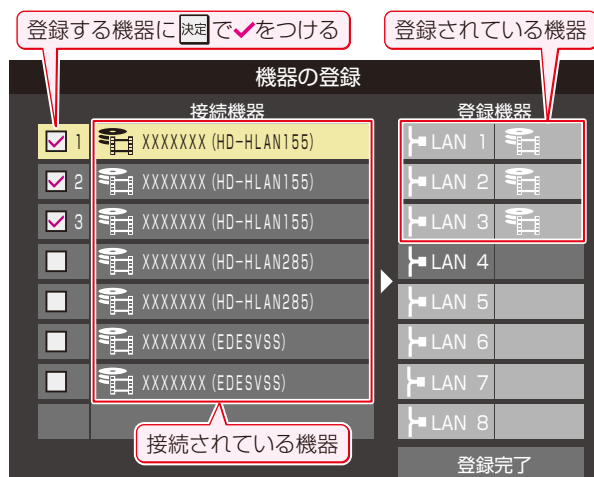 登録する機器に決定で✓をつける
登録されている機器
機器の登録
接続機器
登録機器
1 XXXXXXX (HD-HLAN155)
LAN 1
2 XXXXXXX (HD-HLAN155)
LAN 2
3 XXXXXXX (HD-HLAN155)
LAN 3
XXXXXXX (HD-HLAN285)
LAN 4
XXXXXXX (HD-HLAN285)
LAN 5
XXXXXXX (EDESVSS)
LAN 6
XXXXXXX (EDESVSS)
LAN 7
LAN 8
接続されている機器
登録完了